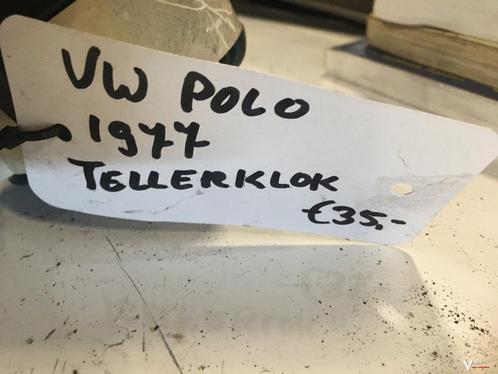 VW POLO
1977
TELLERKLOK
€35,-